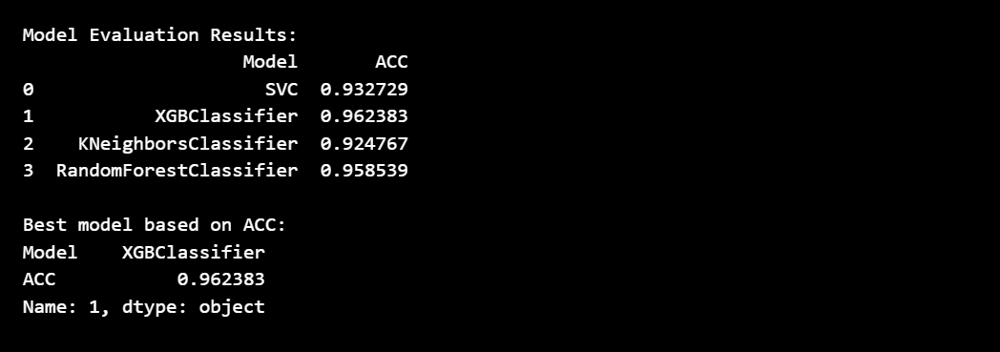 Model Evaluation Results:
                    Model       ACC
0                     SVC  0.932729
1           XGBClassifier  0.962383
2    KNeighborsClassifier  0.924767
3  RandomForestClassifier  0.958539

Best model based on ACC:
Model    XGBClassifier
ACC           0.962383
Name: 1, dtype: object